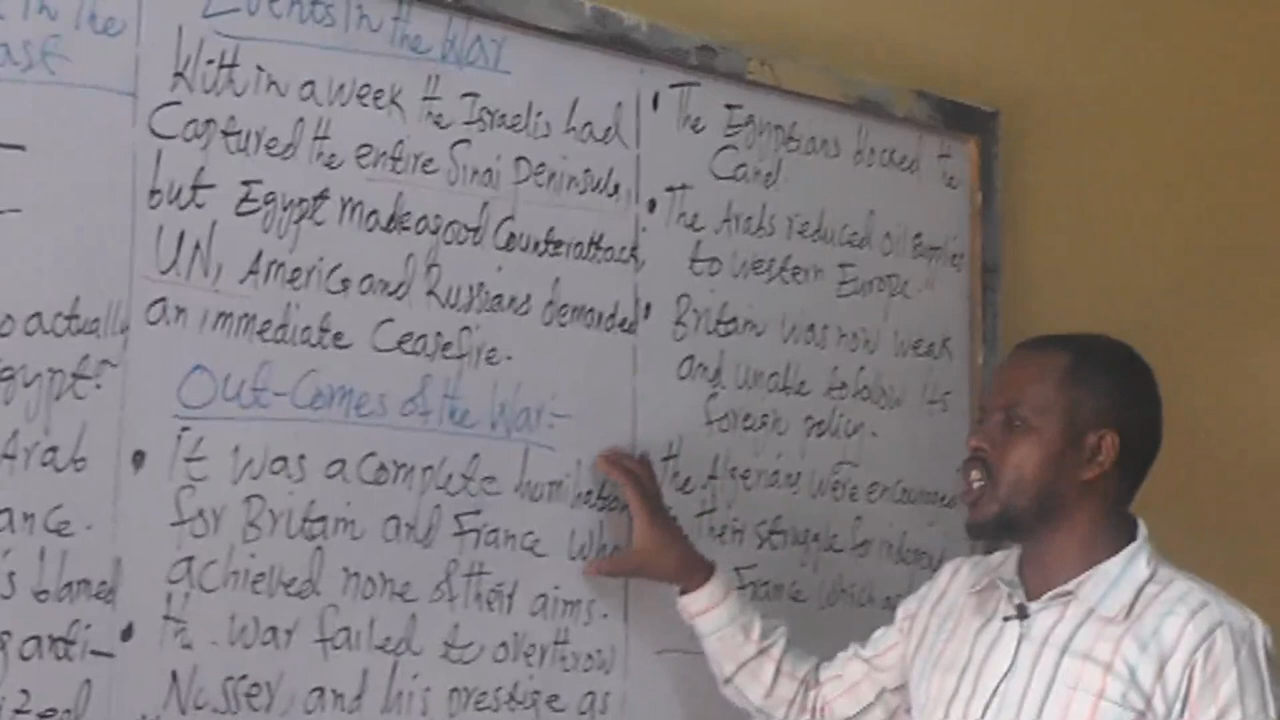 in the
ast
o actually
gypt?
Arab
ance.
s blamed
anti-
Events in the War
Within a week the Israelis had
Captured the entire Sinai Peninsula,
but Egypt made a good Counterattack,
UN, America and Russians demanded
an immediate Ceasefire.
Out-Comes of the War:-
• It was a complete humiliation
for Britain and France who
achieved none of their aims.
• the war failed to overthrow
Nasser, and his prestige as
• The Egyptians blocked the
Canal.
• The Arabs reduced oil supplies
to western Europe.
• Britain was now weak
and unable to follow its
foreign policy.
the Algerians were encouraged
Their struggle for
France which